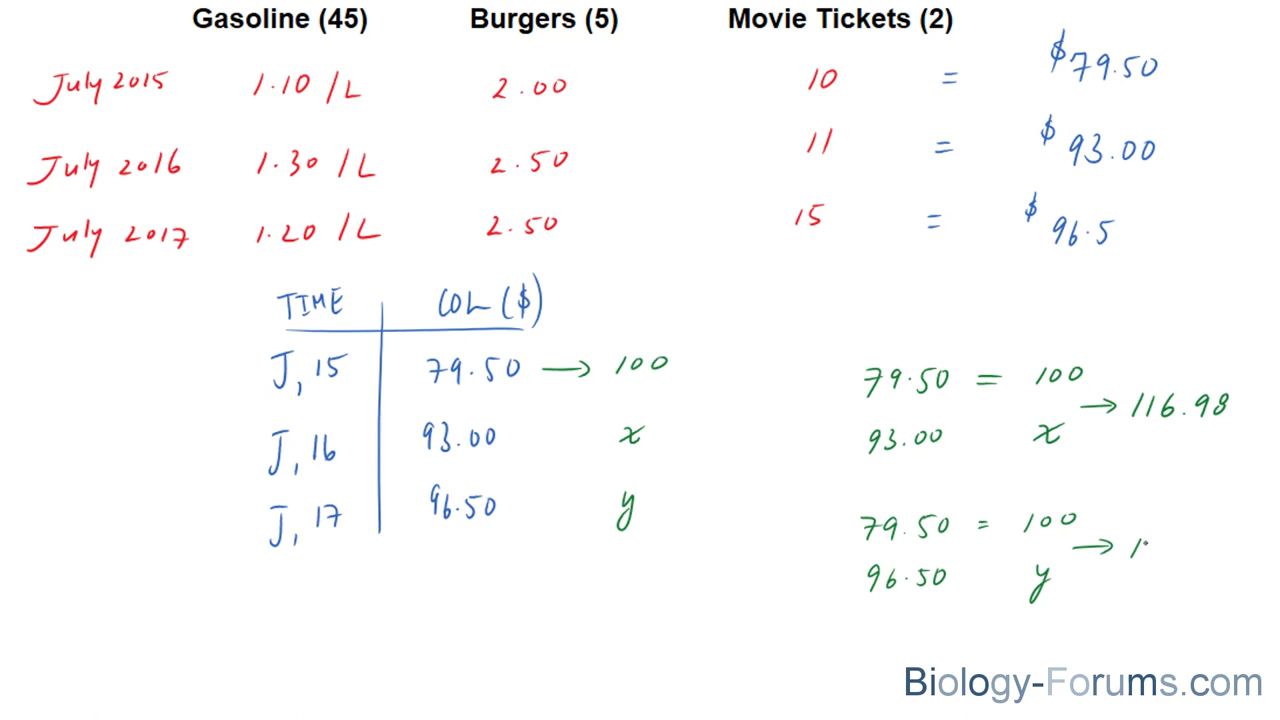 Gasoline (45) Burgers (5) Movie Tickets (2)
July 2015 1.10 /L 2.00 10 = $79.50
July 2016 1.30 /L 2.50 11 = $93.00
July 2017 1.20 /L 2.50 15 = $96.5
TIME COL ($)
J, 15 79.50 → 100
J, 16 93.00 x
J, 17 96.50 y
79.50 = 100 → 116.98
93.00 x
79.50 = 100 → 1.
96.50 y
Biology-Forums.com